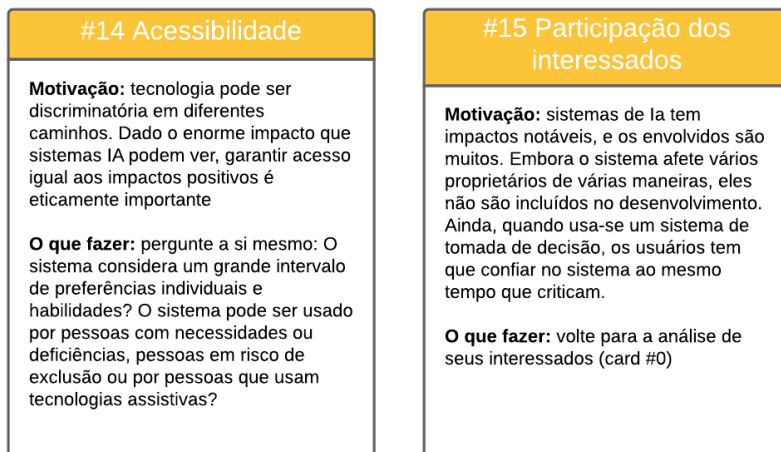 #14 Acessibilidade
Motivação: tecnologia pode ser
discriminatória em diferentes
caminhos. Dado o enorme impacto que
sistemas IA podem ver, garantir acesso
igual aos impactos positivos é
eticamente importante
O que fazer: pergunte a si mesmo: O
sistema considera um grande intervalo
de preferências individuais e
habilidades? O sistema pode ser usado
por pessoas com necessidades ou
deficiências, pessoas em risco de
exclusão ou por pessoas que usam
tecnologias assistivas?
#15 Participação dos
interessados
Motivação: sistemas de Ia tem
impactos notáveis, e os envolvidos são
muitos. Embora o sistema afete vários
proprietários de várias maneiras, eles
não são incluídos no desenvolvimento.
Ainda, quando usa-se um sistema de
tomada de decisão, os usuários tem
que confiar no sistema ao mesmo
tempo que criticam.
O que fazer: volte para a análise de
seus interessados (card #0)